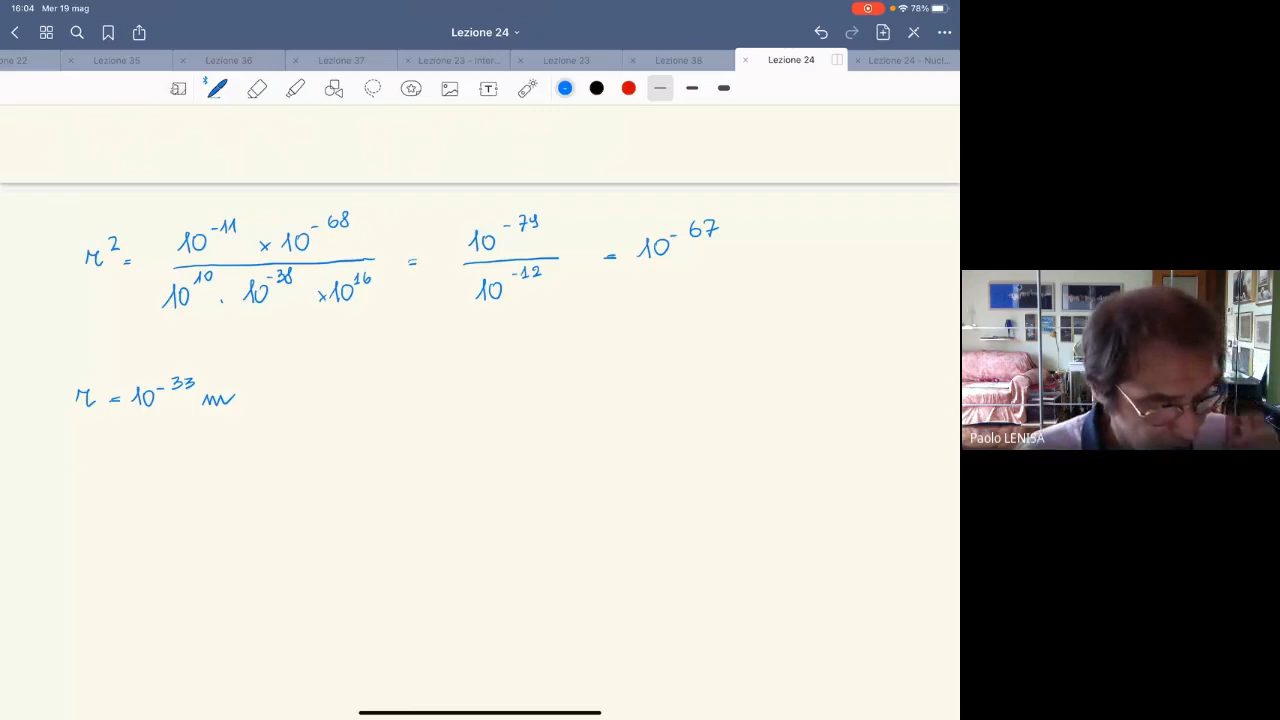 16:04 Mer 19 mag
78%
Lezione 24
ne 22
Lezione 35
Lezione 36
Lezione 37
Lezione 23 - Inter...
Lezione 23
Lezione 38
Lezione 24
Lezione 24 - Nucl...
r² = 10⁻¹¹ × 10⁻⁶⁸ / 10¹⁰ · 10⁻³⁸ × 10¹⁶ = 10⁻⁷⁹ / 10⁻¹² = 10⁻⁶⁷
r = 10⁻³³ m
Paolo LENISA